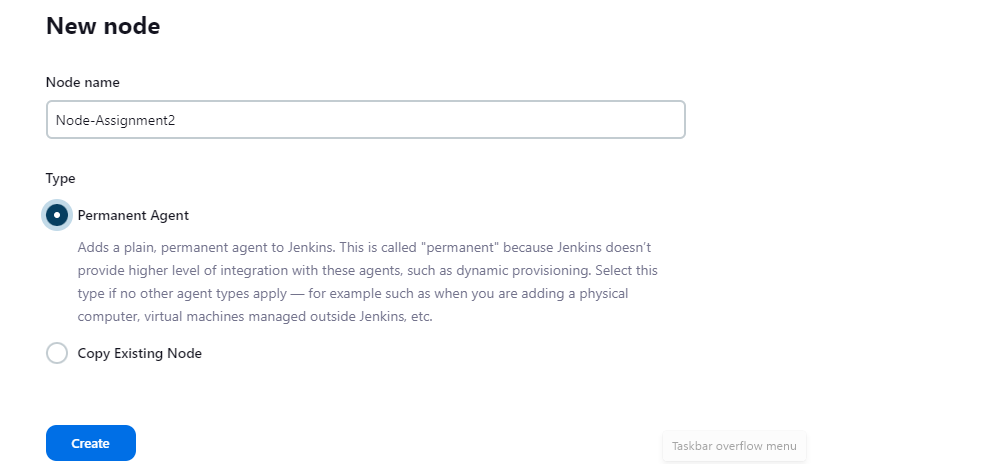 New node
Node name
Node-Assignment2
Type
Permanent Agent
Adds a plain, permanent agent to Jenkins. This is called "permanent" because Jenkins doesn't
provide higher level of integration with these agents, such as dynamic provisioning. Select this
type if no other agent types apply — for example such as when you are adding a physical
computer, virtual machines managed outside Jenkins, etc.
Copy Existing Node
Create
Taskbar overflow menu